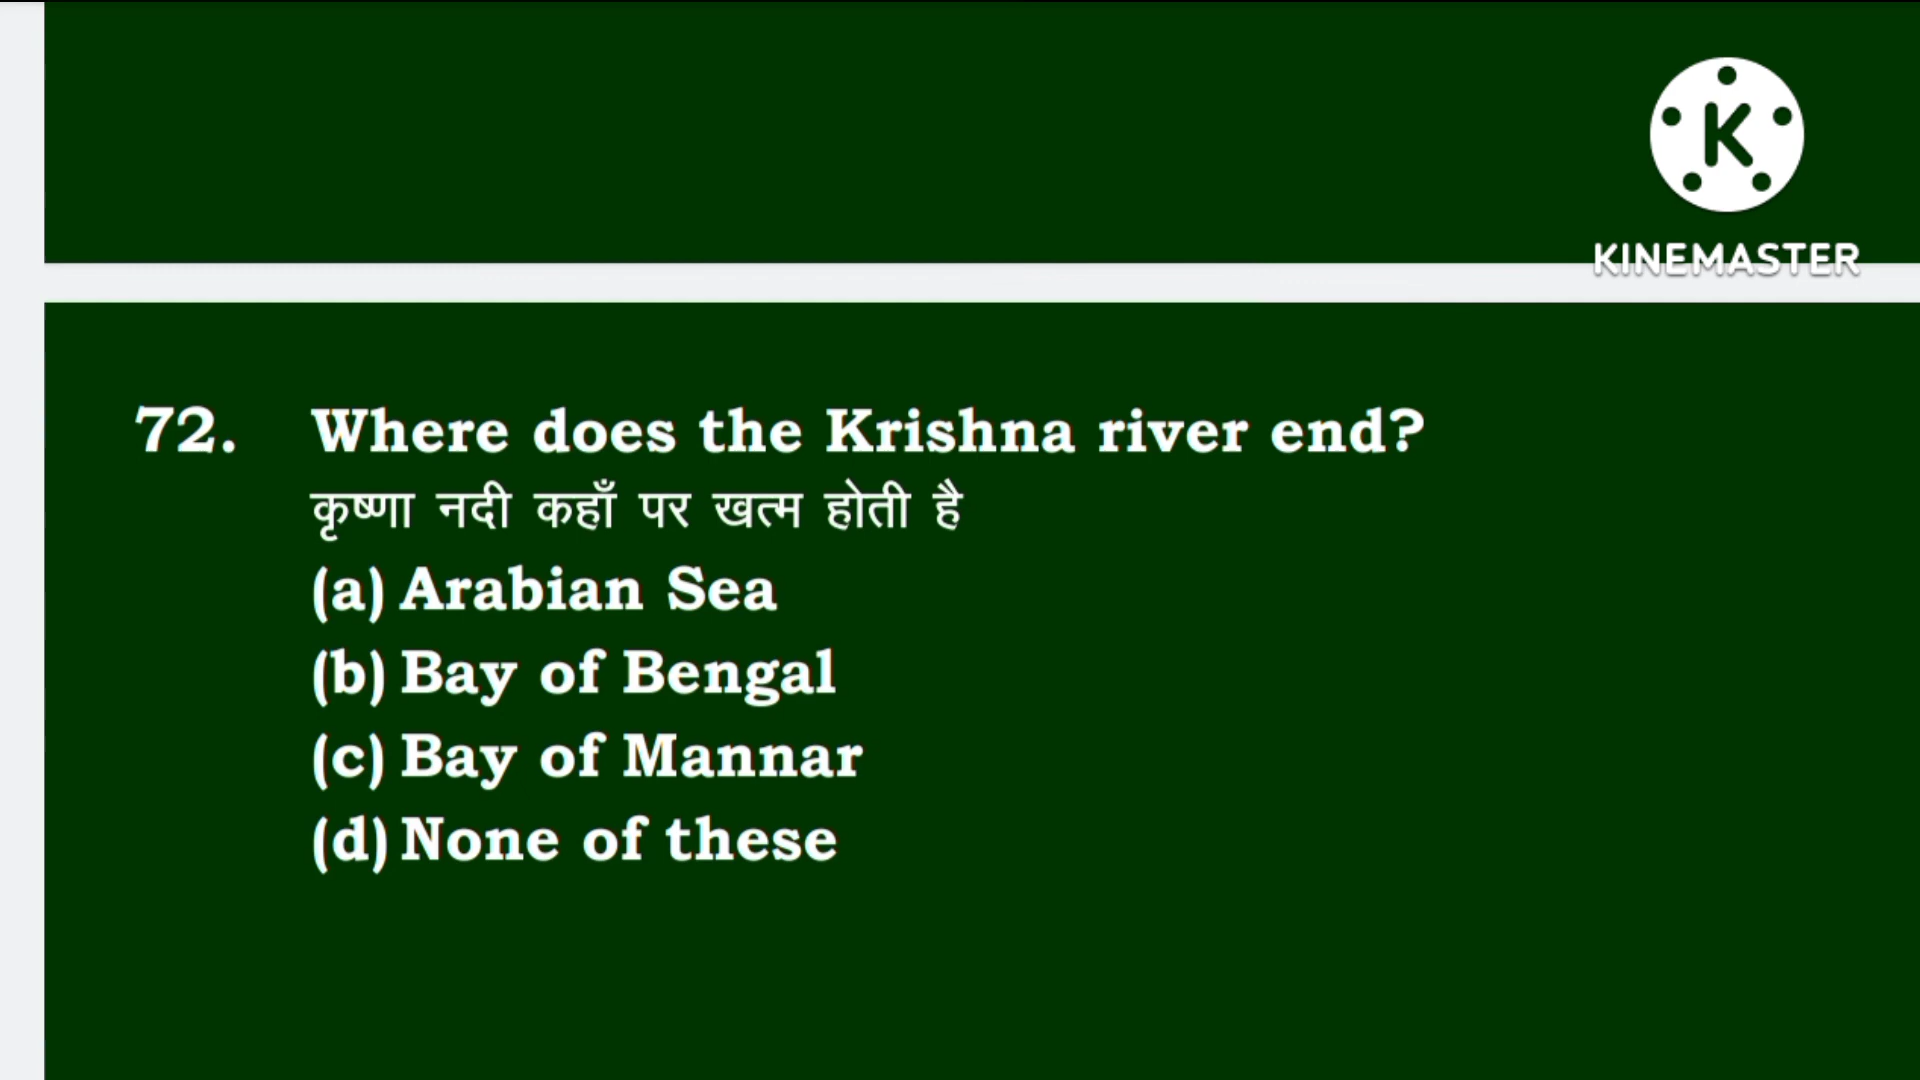 K
KINEMASTER
72. Where does the Krishna river end?
कृष्णा नदी कहाँ पर खत्म होती है
(a) Arabian Sea
(b) Bay of Bengal
(c) Bay of Mannar
(d) None of these